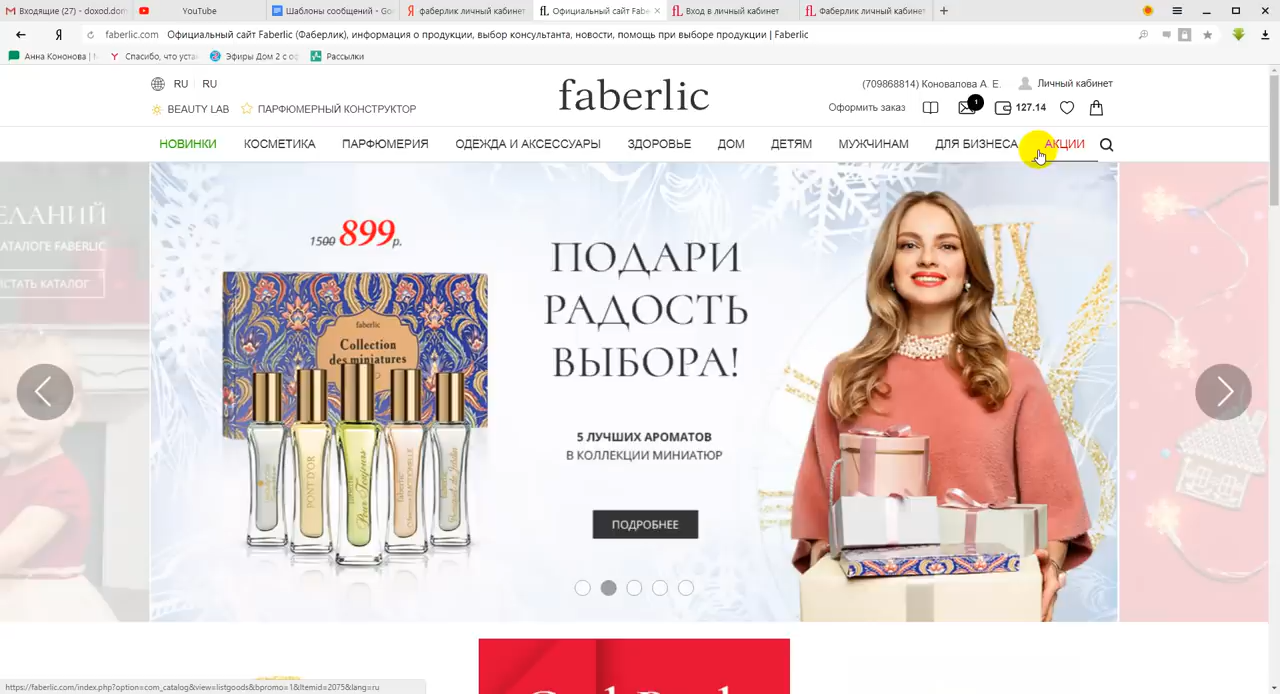 Входящие (27) - doxod.dom
YouTube
Шаблоны сообщений - Go
Я фаберлик личный кабинет
Официальный сайт Fabe
Вход в личный кабинет
Фаберлик личный кабинет
faberlic.com Официальный сайт Faberlic (Фаберлик), информация о продукции, выбор консультанта, новости, помощь при выборе продукции | Faberlic
Анна Кононова |
Спасибо, что уста
Эфиры Дом 2 с
Рассылки
RU RU
faberlic
(709868814) Коновалова А. Е. Личный кабинет
BEAUTY LAB ПАРФЮМЕРНЫЙ КОНСТРУКТОР
Оформить заказ 1 127.14
НОВИНКИ КОСМЕТИКА ПАРФЮМЕРИЯ ОДЕЖДА И АКСЕССУАРЫ ЗДОРОВЬЕ ДОМ ДЕТЯМ МУЖЧИНАМ ДЛЯ БИЗНЕСА АКЦИИ
ЕЛАНИЙ
АТАЛОГЕ FABERLIC
ИСТАТЬ КАТАЛОГ
1500 899р.
faberlic
Collection
des miniatures
PONT D'OR
ПОДАРИ
РАДОСТЬ
ВЫБОРА!
5 ЛУЧШИХ АРОМАТОВ
В КОЛЛЕКЦИИ МИНИАТЮР
ПОДРОБНЕЕ
https://faberlic.com/index.php?option=com_catalog&view=listgoods&bpromo=1&Itemid=2075&lang=ru